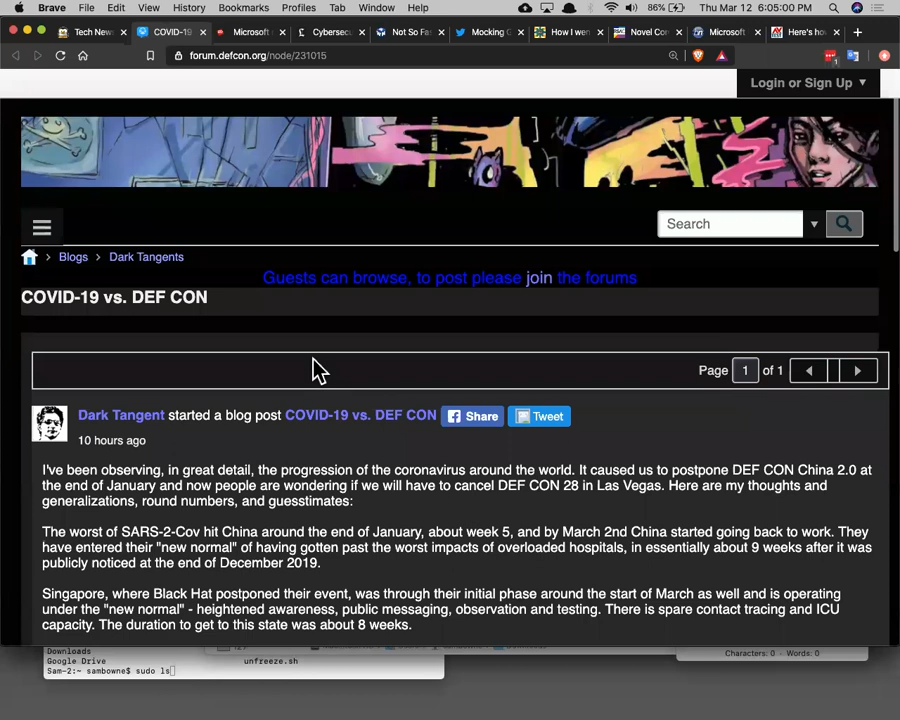 Brave File Edit View History Bookmarks Profiles Tab Window Help 86% Thu Mar 12 6:05:00 PM
Tech New COVID-19 Microsoft Cybersec Not So Fas Mocking How I wen Novel Cor Microsoft Here's ho
forum.defcon.org/node/231015
Login or Sign Up
Search
Blogs Dark Tangents
Guests can browse, to post please join the forums
COVID-19 vs. DEF CON
Page 1 of 1
Dark Tangent started a blog post COVID-19 vs. DEF CON Share Tweet
10 hours ago
I've been observing, in great detail, the progression of the coronavirus around the world. It caused us to postpone DEF CON China 2.0 at
the end of January and now people are wondering if we will have to cancel DEF CON 28 in Las Vegas. Here are my thoughts and
generalizations, round numbers, and guesstimates:
The worst of SARS-2-Cov hit China around the end of January, about week 5, and by March 2nd China started going back to work. They
have entered their "new normal" of having gotten past the worst impacts of overloaded hospitals, in essentially about 9 weeks after it was
publicly noticed at the end of December 2019.
Singapore, where Black Hat postponed their event, was through their initial phase around the start of March as well and is operating
under the "new normal" - heightened awareness, public messaging, observation and testing. There is spare contact tracing and ICU
capacity. The duration to get to this state was about 8 weeks.
Downloads
Google Drive unfreeze.sh
Sam-2:~ sambowne$ sudo ls
Characters: 0 - Words: 0